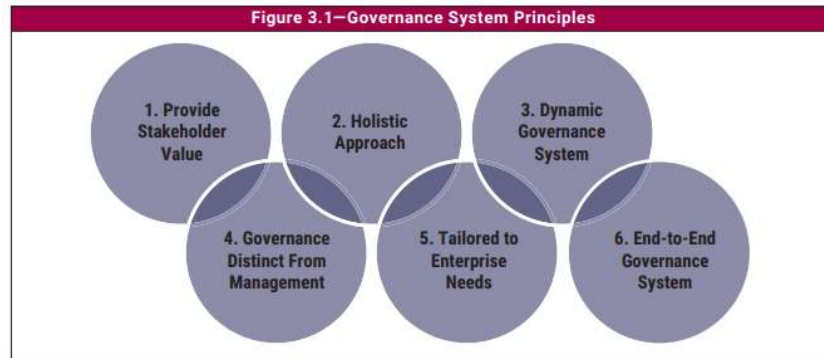 Figure 3.1—Governance System Principles
1. Provide
Stakeholder
Value
2. Holistic
Approach
3. Dynamic
Governance
System
4. Governance
Distinct From
Management
5. Tailored to
Enterprise
Needs
6. End-to-End
Governance
System